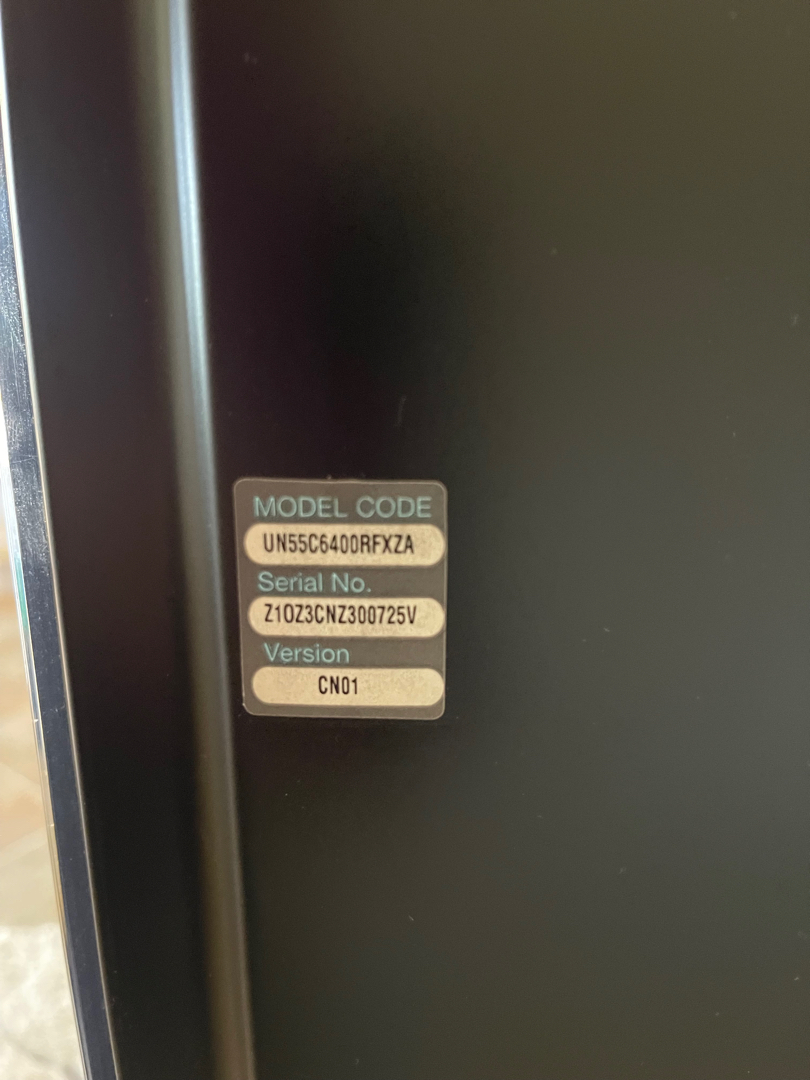 MODEL CODE
UN55C6400RFXZA
Serial No.
Z1OZ3CNZ300725V
Version
CN01